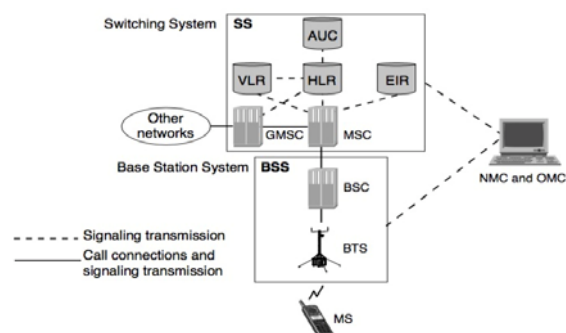 Switching System
SS
AUC
VLR
HLR
EIR
Other
networks
GMSC
MSC
NMC and OMC
Base Station System
BSS
BSC
BTS
MS
Signaling transmission
Call connections and
signaling transmission